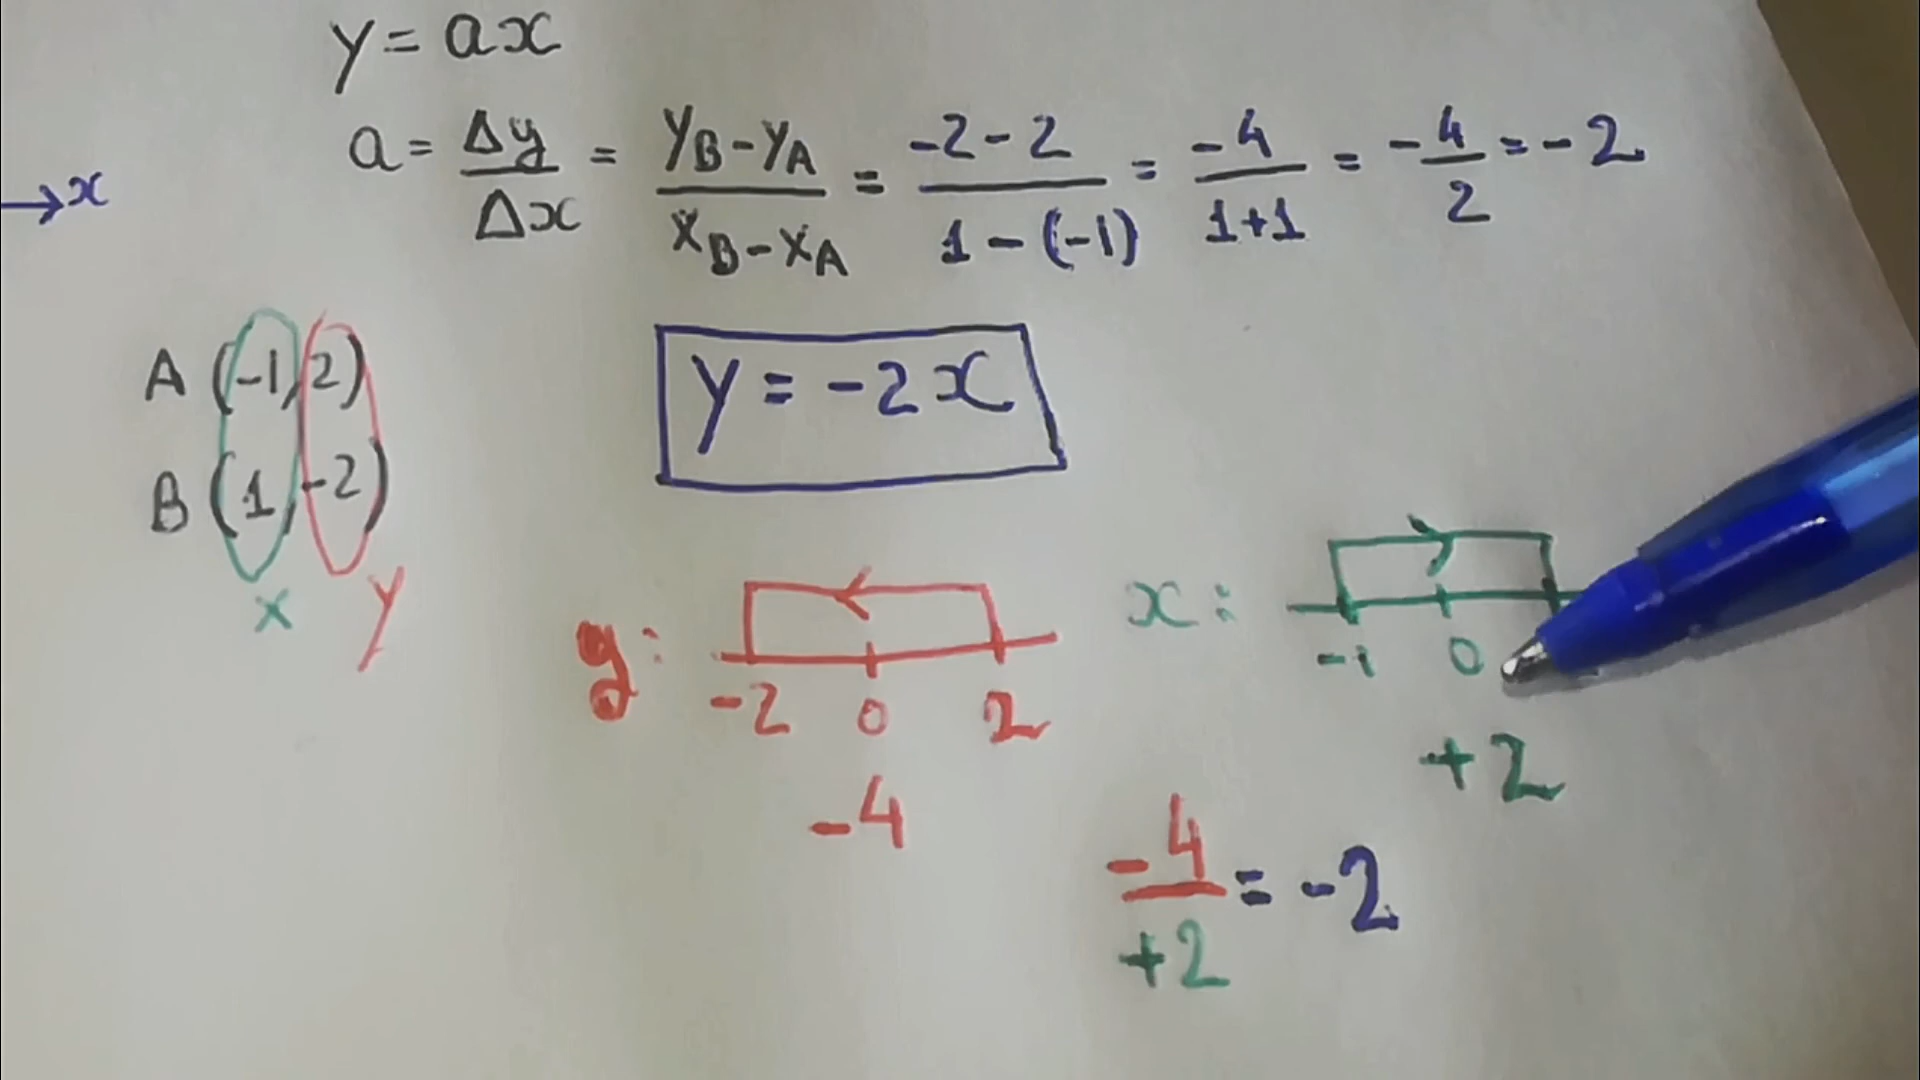 y = ax
→x
a = Δy/Δx = (yB - yA)/(xB - xA) = (-2 - 2)/(1 - (-1)) = -4/(1+1) = -4/2 = -2
A (-1, 2)
y = -2x
B (1, -2)
x y
y: -2 0 2
x: -1 0
-4
+2
-4/+2 = -2